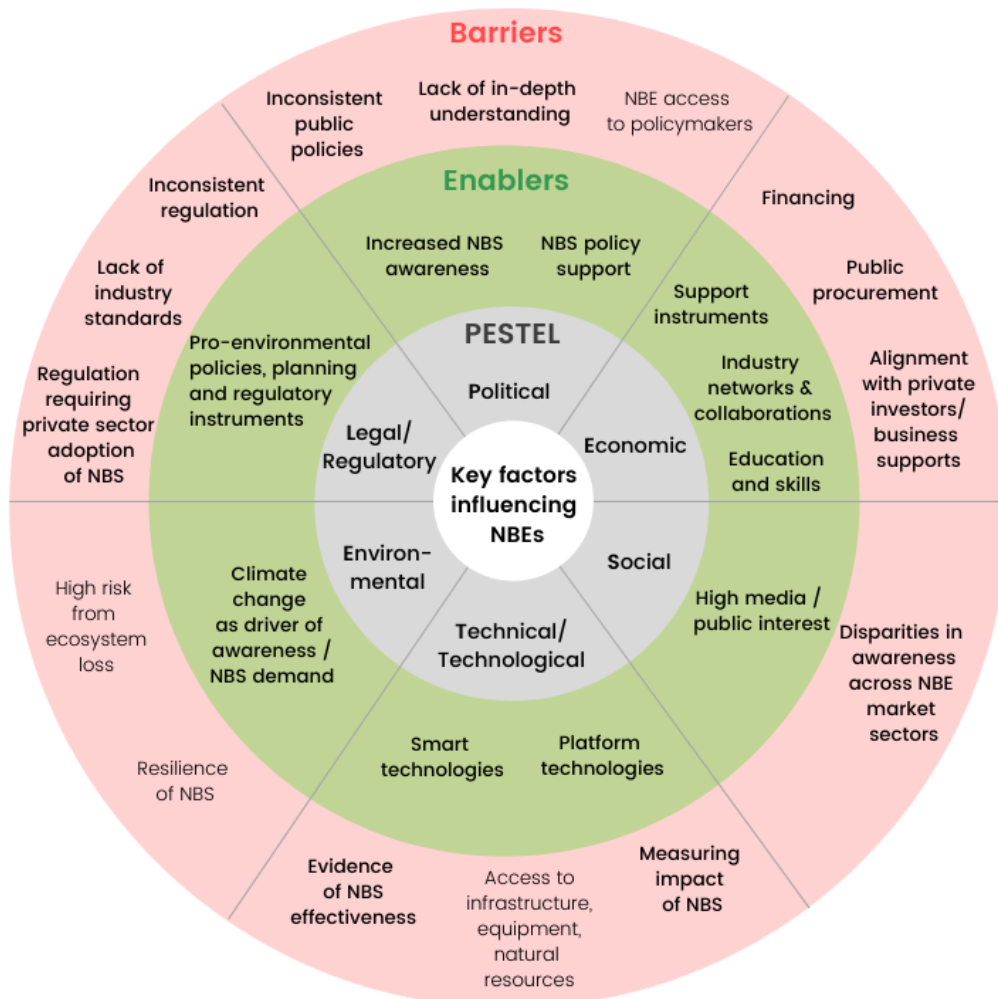 Barriers
Inconsistent
public
policies
Lack of in-depth
understanding
NBE access
to policymakers
Inconsistent
regulation
Lack of
industry
standards
Regulation
requiring
private sector
adoption
of NBS
Financing
Public
procurement
Alignment
with private
investors/
business
supports
Enablers
Increased NBS
awareness
NBS policy
support
Pro-environmental
policies, planning
and regulatory
instruments
Support
instruments
Industry
networks &
collaborations
Education
and skills
PESTEL
Political
Legal/
Regulatory
Economic
Key factors
influencing
NBEs
Environ-
mental
Social
Technical/
Technological
Climate
change
as driver of
awareness /
NBS demand
High media /
public interest
Smart
technologies
Platform
technologies
High risk
from
ecosystem
loss
Resilience
of NBS
Disparities in
awareness
across NBE
market
sectors
Evidence
of NBS
effectiveness
Access to
infrastructure,
equipment,
natural
resources
Measuring
impact
of NBS